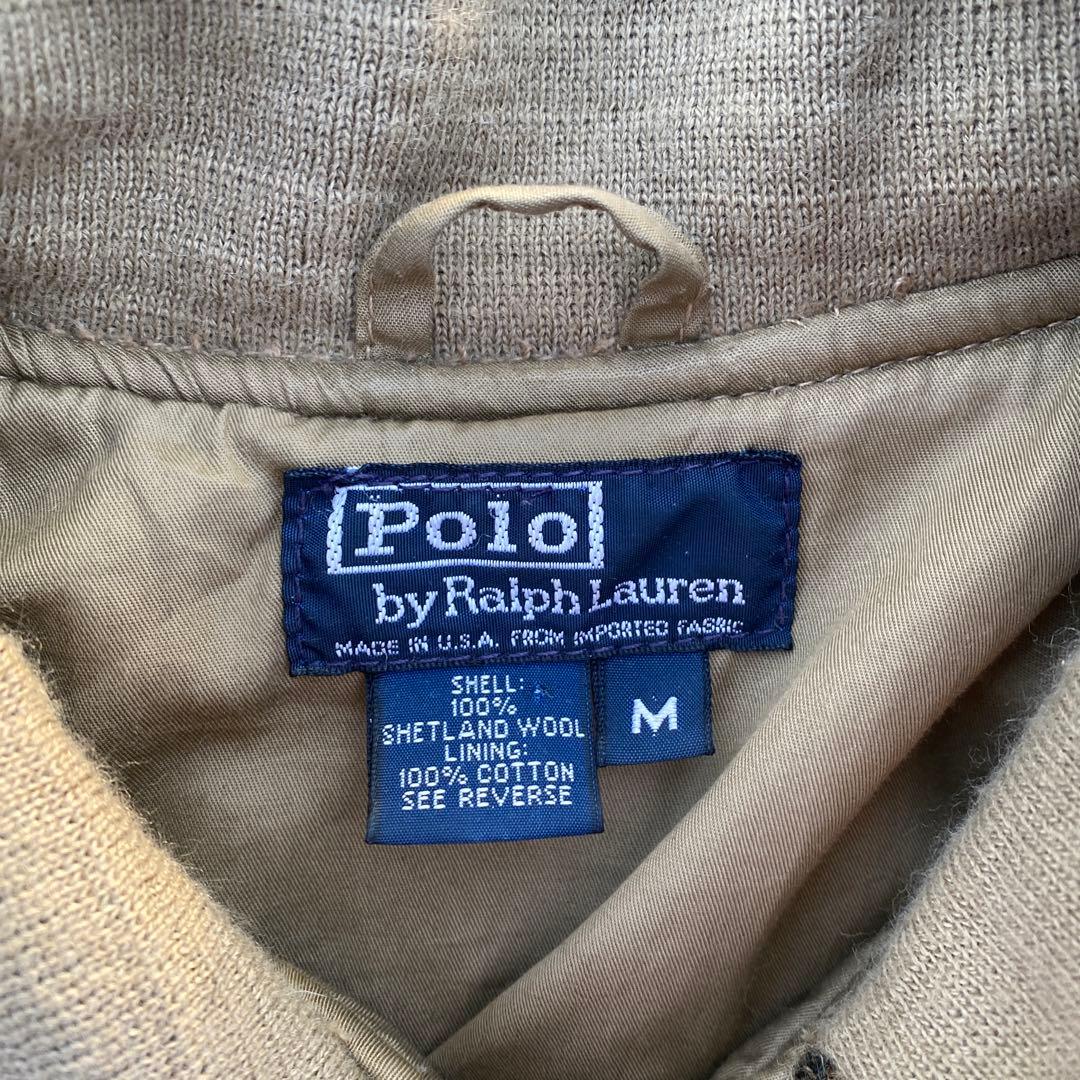 Polo
by Ralph Lauren
MADE IN U.S.A. FROM IMPORTED FABRIC
SHELL:
100%
SHETLAND WOOL
LINING:
100% COTTON
SEE REVERSE
M